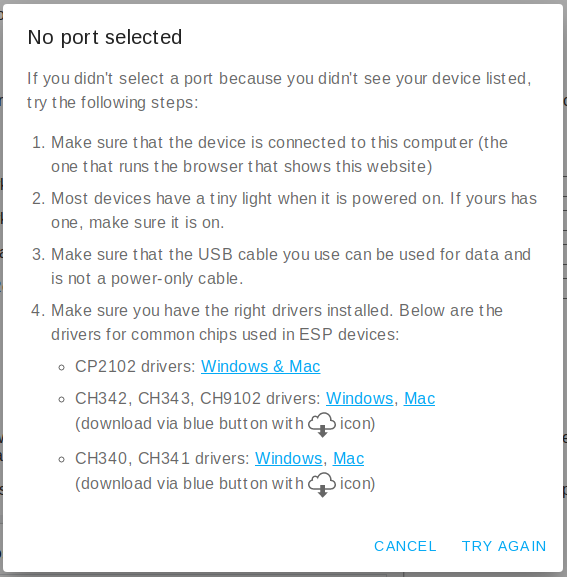 No port selected
If you didn't select a port because you didn't see your device listed,
try the following steps:
1. Make sure that the device is connected to this computer (the
one that runs the browser that shows this website)
2. Most devices have a tiny light when it is powered on. If yours has
one, make sure it is on.
3. Make sure that the USB cable you use can be used for data and
is not a power-only cable.
4. Make sure you have the right drivers installed. Below are the
drivers for common chips used in ESP devices:
◦ CP2102 drivers: Windows & Mac
◦ CH342, CH343, CH9102 drivers: Windows, Mac
(download via blue button with icon)
◦ CH340, CH341 drivers: Windows, Mac
(download via blue button with icon)
CANCEL TRY AGAIN